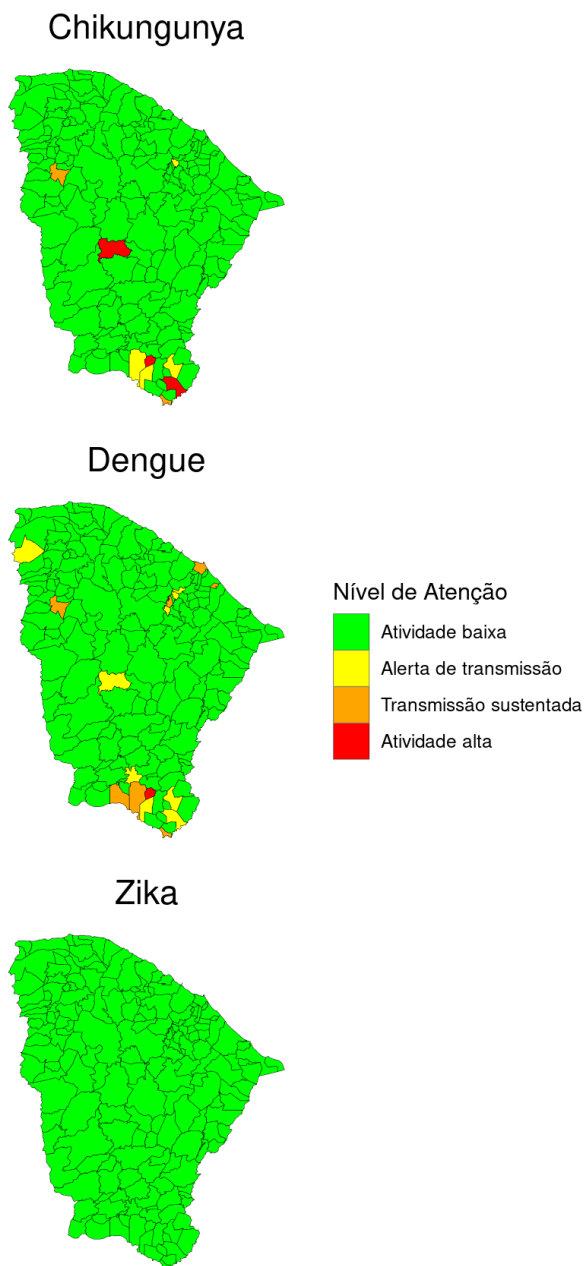 Chikungunya
Dengue
Nível de Atenção
Atividade baixa
Alerta de transmissão
Transmissão sustentada
Atividade alta
Zika